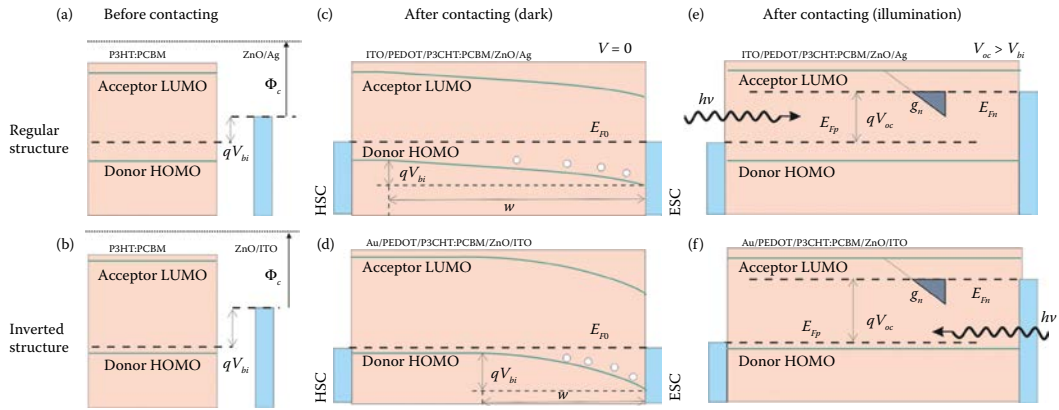 (a) Before contacting
P3HT:PCBM
ZnO/Ag
Acceptor LUMO
Φc
qVbi
Donor HOMO
Regular
structure
(b)
P3HT:PCBM
ZnO/ITO
Acceptor LUMO
Φc
qVbi
Donor HOMO
Inverted
structure
(c) After contacting (dark)
V = 0
ITO/PEDOT/P3CHT:PCBM/ZnO/Ag
Acceptor LUMO
EF0
Donor HOMO
qVbi
w
HSC
ESC
(d)
Au/PEDOT/P3CHT:PCBM/ZnO/ITO
Acceptor LUMO
EF0
Donor HOMO
qVbi
w
HSC
ESC
(e) After contacting (illumination)
Voc > Vbi
ITO/PEDOT/P3CHT:PCBM/ZnO/Ag
Acceptor LUMO
hν
gn
EFn
EFp
qVoc
Donor HOMO
(f)
Au/PEDOT/P3CHT:PCBM/ZnO/ITO
Acceptor LUMO
gn
EFn
hν
EFp
qVoc
Donor HOMO